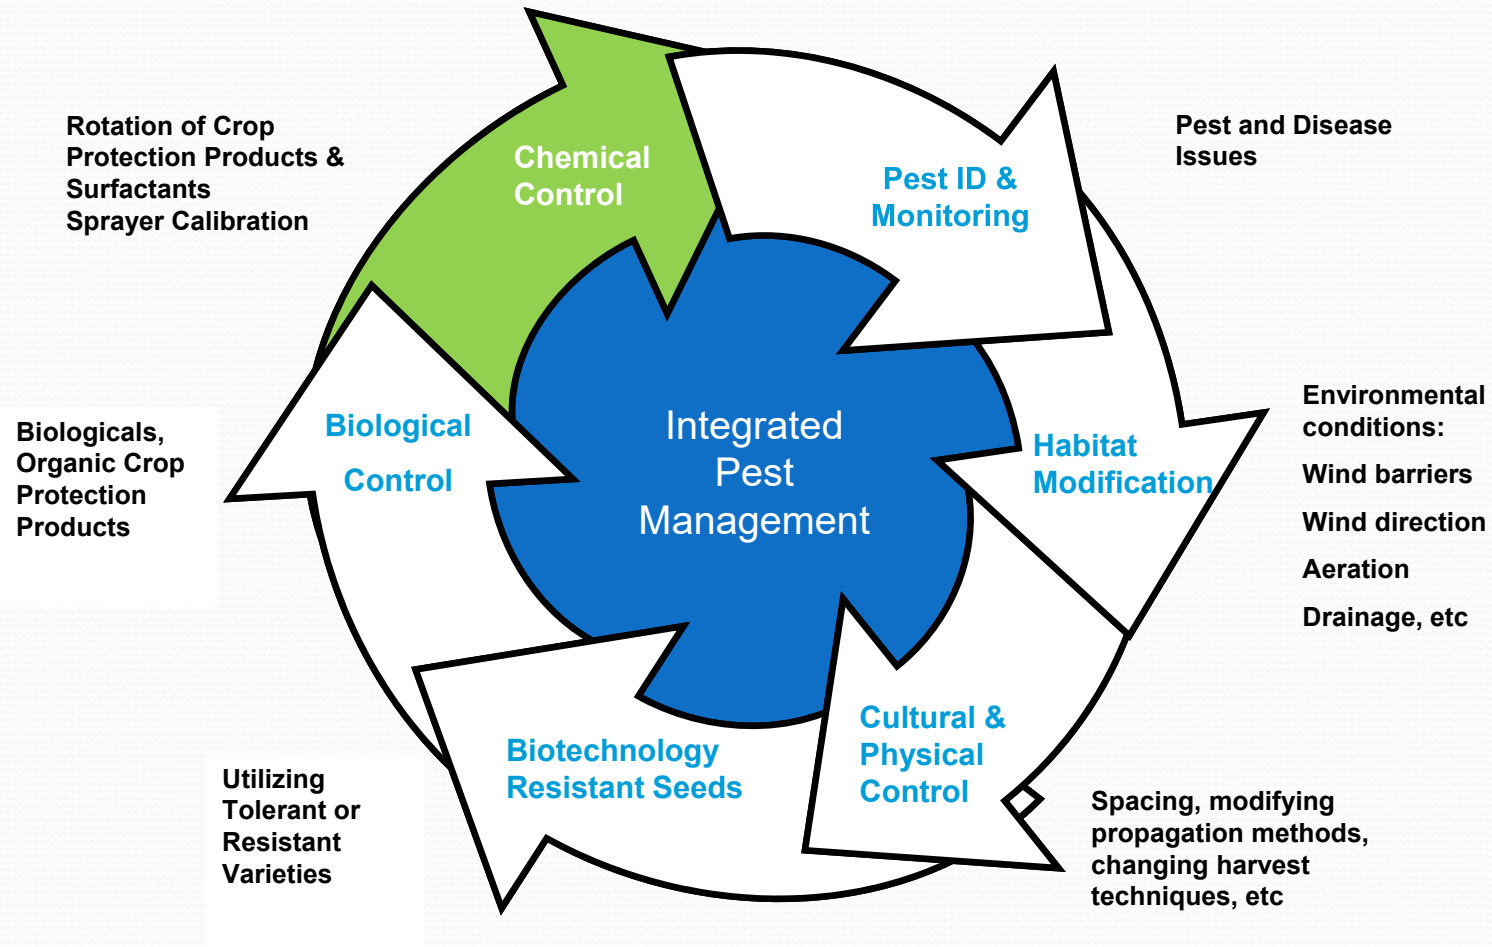 Rotation of Crop
Protection Products &
Surfactants
Sprayer Calibration
Chemical
Control
Pest ID &
Monitoring
Pest and Disease
Issues
Biologicals,
Organic Crop
Protection
Products
Biological
Control
Integrated
Pest
Management
Habitat
Modification
Environmental
conditions:
Wind barriers
Wind direction
Aeration
Drainage, etc
Utilizing
Tolerant or
Resistant
Varieties
Biotechnology
Resistant Seeds
Cultural &
Physical
Control
Spacing, modifying
propagation methods,
changing harvest
techniques, etc